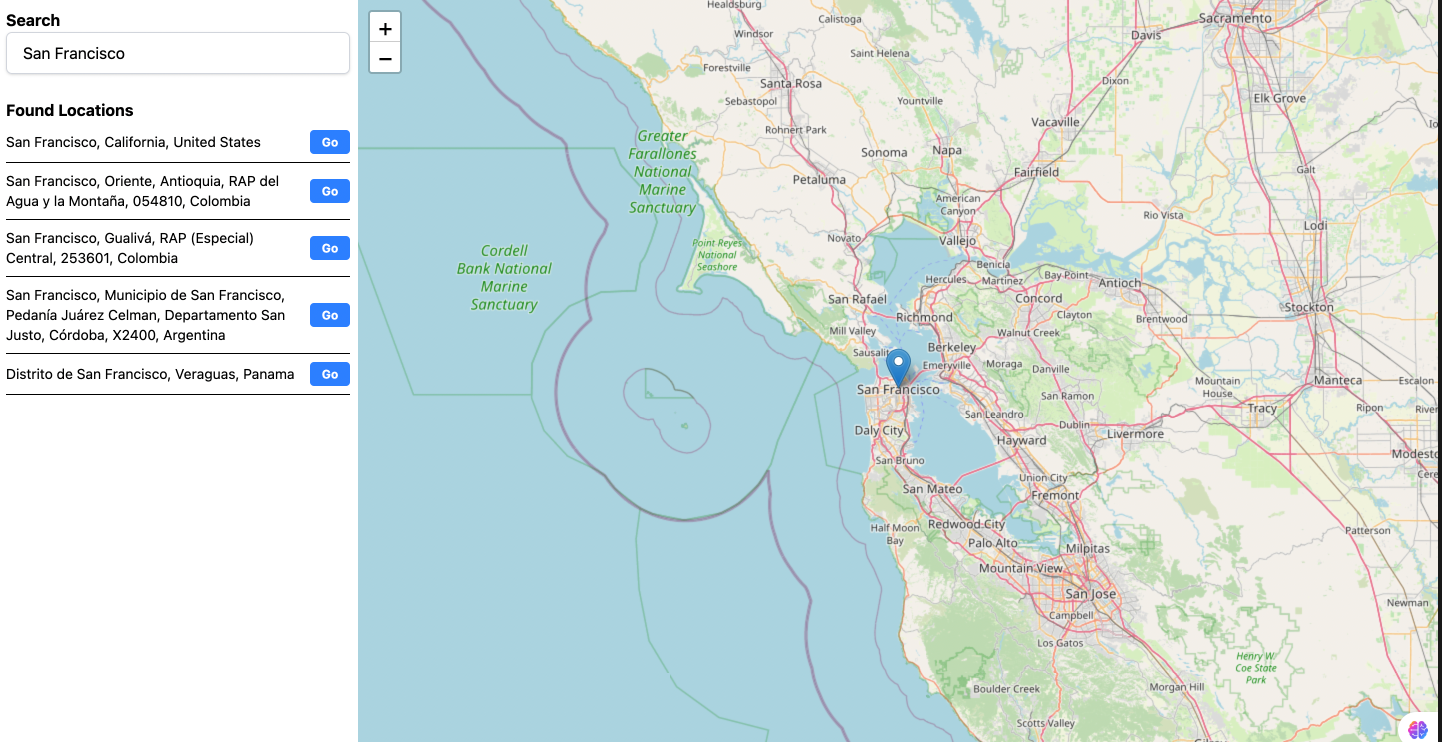 Search
San Francisco
Found Locations
San Francisco, California, United States
Go
San Francisco, Oriente, Antioquia, RAP del
Agua y la Montaña, 054810, Colombia
Go
San Francisco, Gualivá, RAP (Especial)
Central, 253601, Colombia
Go
San Francisco, Municipio de San Francisco,
Pedanía Juárez Celman, Departamento San
Justo, Córdoba, X2400, Argentina
Go
Distrito de San Francisco, Veraguas, Panama
Go
+
−
Healdsburg
Calistoga
Windsor
Saint Helena
Forestville
Santa Rosa
Sebastopol
Yountville
Rohnert Park
Sonoma
Napa
Petaluma
American
Canyon
Novato
Vallejo
Sacramento
Davis
Dixon
Elk Grove
Vacaville
Fairfield
Galt
Rio Vista
Lodi
Greater
Farallones
National
Marine
Sanctuary
Point Reyes
National
Seashore
Cordell
Bank National
Marine
Sanctuary
Benicia
Hercules
Martinez
Bay Point
Antioch
San Rafael
Concord
Stockton
Richmond
Clayton
Brentwood
Mill Valley
Walnut Creek
Berkeley
Emeryville
Moraga
Danville
San Francisco
San Ramon
Mountain
House
Manteca
Escalon
Tracy
Ripon
San Leandro
Dublin
Livermore
Daly City
Hayward
San Bruno
Modesto
Union City
San Mateo
Fremont
Half Moon
Bay
Redwood City
Palo Alto
Milpitas
Patterson
Mountain View
San Jose
Newman
Campbell
Los Gatos
Henry W.
Coe State
Park
Boulder Creek
Morgan Hill
Scotts Valley